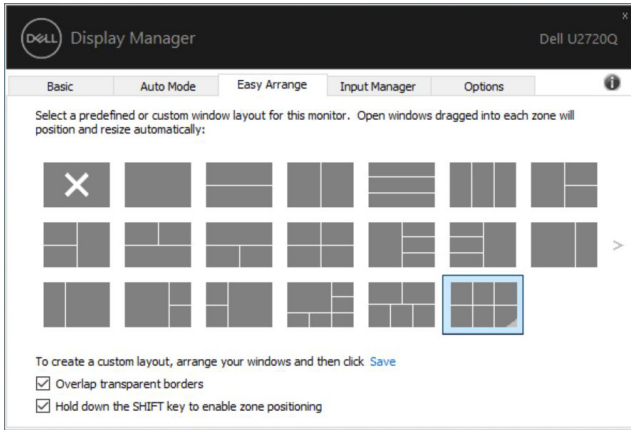 x
DELL Display Manager
Dell U2720Q
Basic
Auto Mode
Easy Arrange
Input Manager
Options
i
Select a predefined or custom window layout for this monitor. Open windows dragged into each zone will
position and resize automatically:
>
To create a custom layout, arrange your windows and then click Save
Overlap transparent borders
Hold down the SHIFT key to enable zone positioning